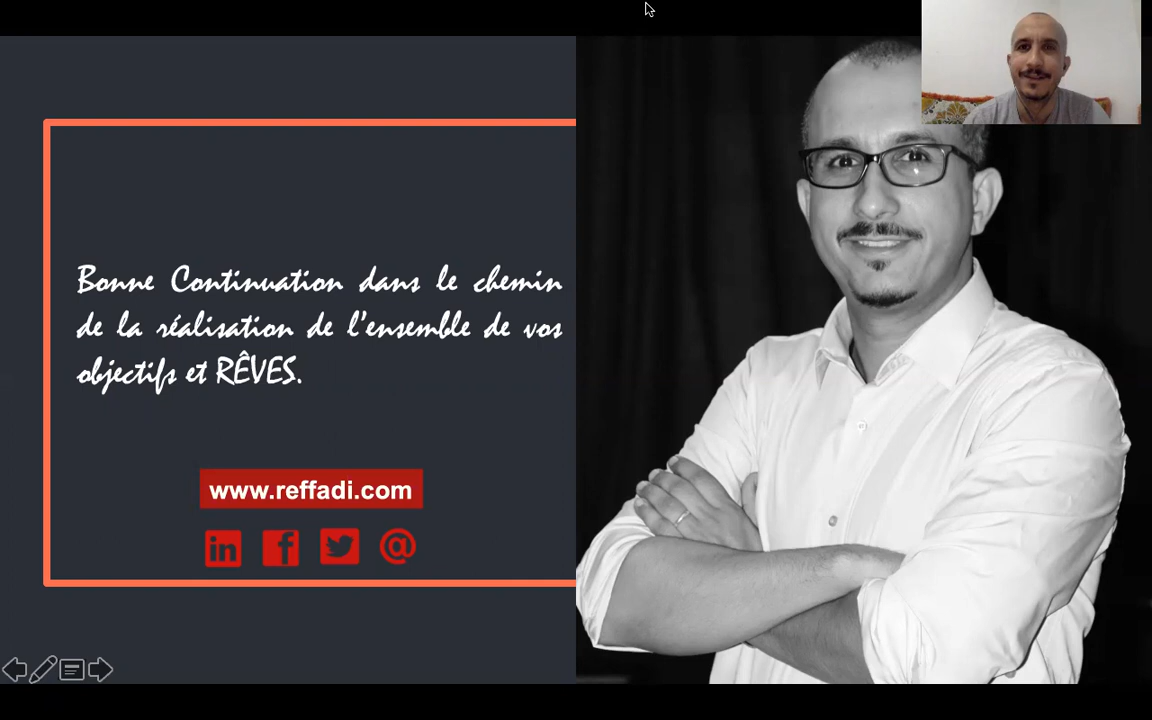 Bonne Continuation dans le chemin
de la réalisation de l'ensemble de vos
objectifs et RÊVES.
www.reffadi.com